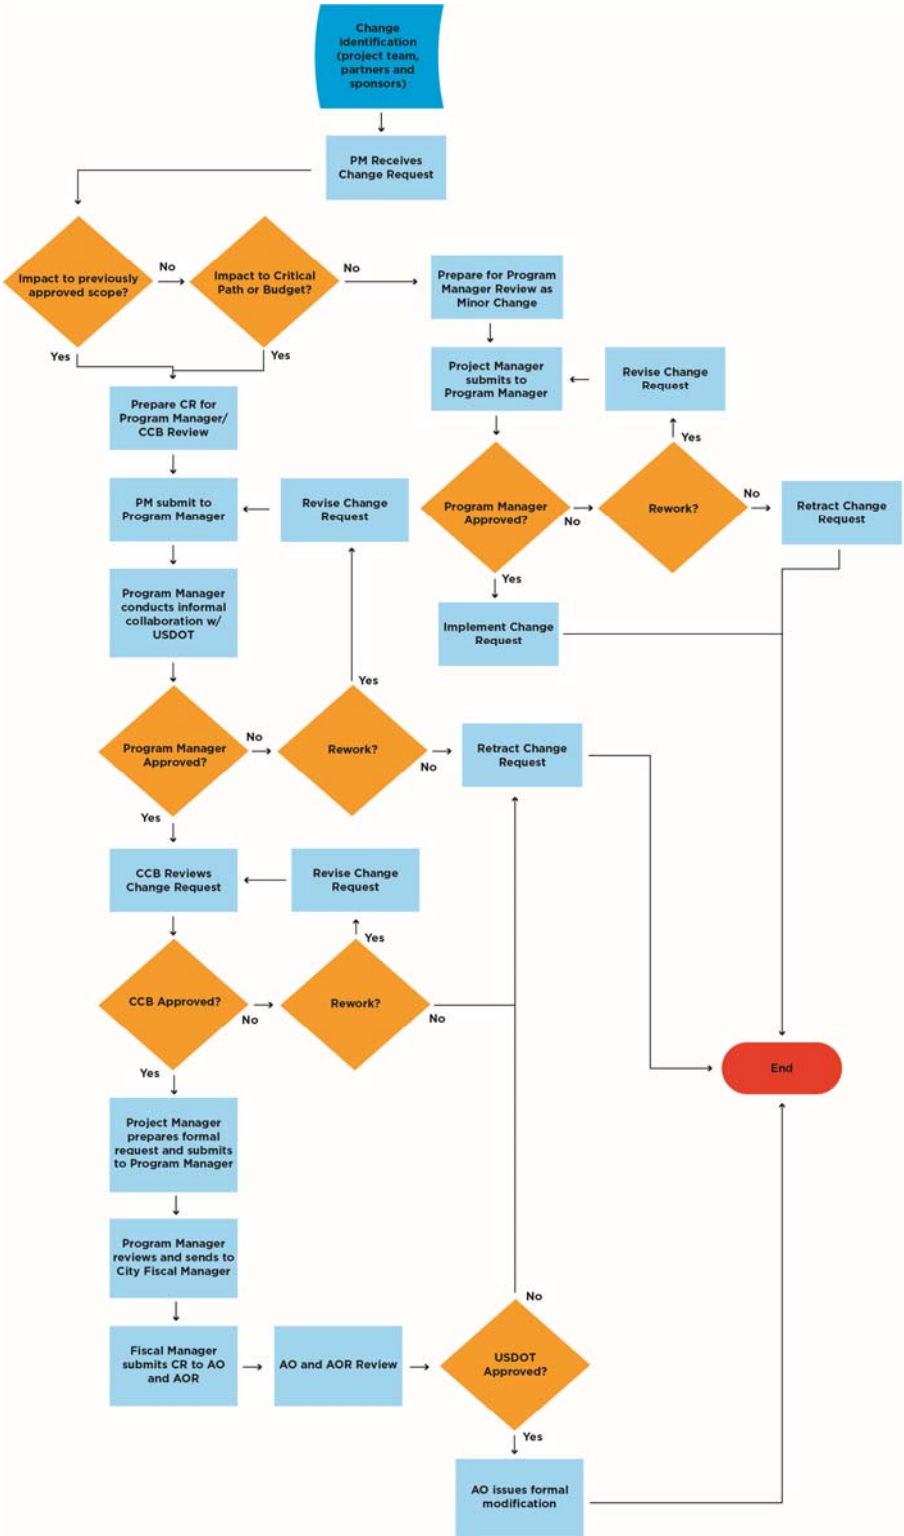 Change
identification
(project team,
partners and
sponsors)
PM Receives
Change Request
Impact to previously
approved scope?
No
Impact to Critical
Path or Budget?
No
Prepare for Program
Manager Review as
Minor Change
Yes
Yes
Project Manager
submits to
Program Manager
Revise Change
Request
Prepare CR for
Program Manager/
CCB Review
Yes
PM submit to
Program Manager
Revise Change
Request
Program Manager
Approved?
No
Rework?
No
Retract Change
Request
Yes
Program Manager
conducts informal
collaboration w/
USDOT
Implement Change
Request
Yes
Program Manager
Approved?
No
Rework?
No
Retract Change
Request
Yes
CCB Reviews
Change Request
Revise Change
Request
Yes
CCB Approved?
No
Rework?
No
Yes
End
Project Manager
prepares formal
request and submits
to Program Manager
Program Manager
reviews and sends to
City Fiscal Manager
No
Fiscal Manager
submits CR to AO
and AOR
AO and AOR Review
USDOT
Approved?
Yes
AO issues formal
modification